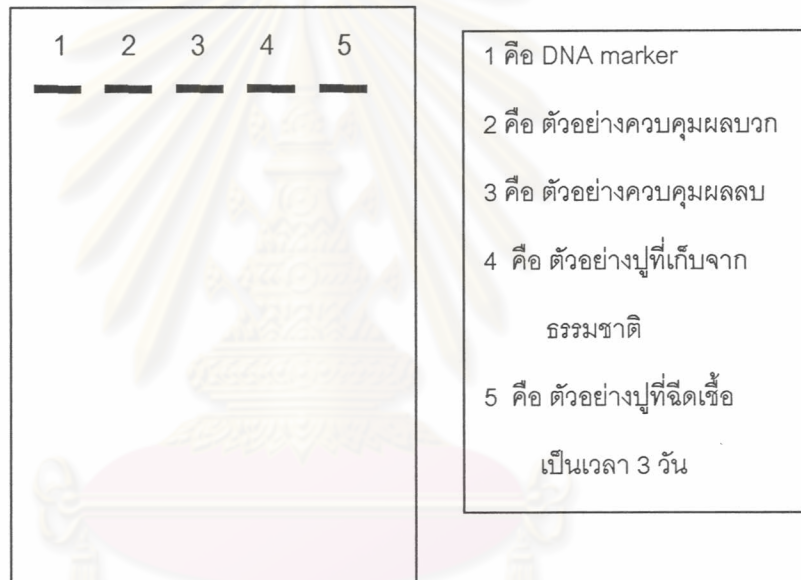 1 2 3 4 5
1 คือ DNA marker
2 คือ ตัวอย่างควบคุมผลบวก
3 คือ ตัวอย่างควบคุมผลลบ
4 คือ ตัวอย่างปูที่เก็บจาก
ธรรมชาติ
5 คือ ตัวอย่างปูที่ฉีดเชื้อ
เป็นเวลา 3 วัน